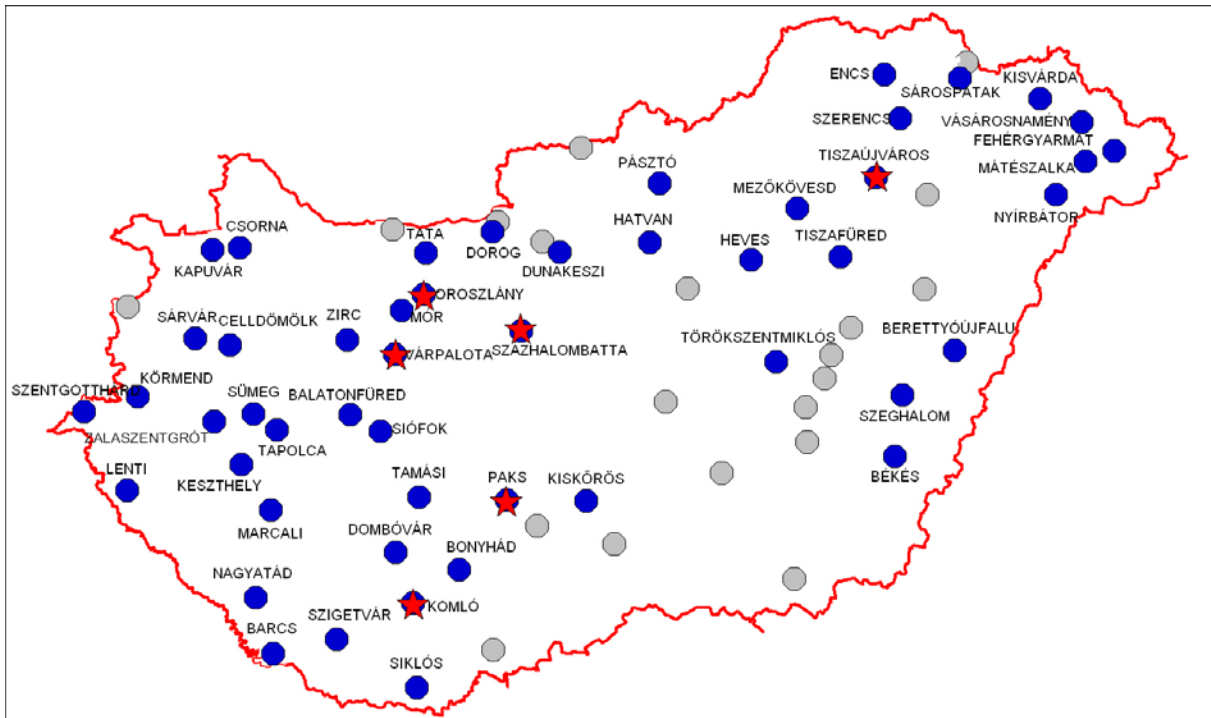 ENCS
SÁROSPATAK
KISVÁRDA
SZERENCS
VÁSÁROSNAMÉNY
FEHÉRGYARMAT
PÁSZTÓ
TISZAÚJVÁROS
MÁTÉSZALKA
MEZŐKÖVESD
NYÍRBÁTOR
CSORNA
HATVAN
KAPUVÁR
TATA
DOROG
DUNAKESZI
HEVES
TISZAFÜRED
OROSZLÁNY
MÓR
SÁRVÁR
CELLDÖMÖLK
ZIRC
SZÁZHALOMBATTA
TÖRÖKSZENTMIKLÓS
BERETTYÓÚJFALU
VÁRPALOTA
KÖRMEND
SZENTGOTTHÁRD
SÜMEG
BALATONFÜRED
SZEGHALOM
ZALASZENTGRÓT
TAPOLCA
SIÓFOK
LENTI
KESZTHELY
TAMÁSI
PAKS
KISKŐRÖS
BÉKÉS
MARCALI
DOMBÓVÁR
BONYHÁD
NAGYATÁD
KOMLÓ
BARCS
SZIGETVÁR
SIKLÓS